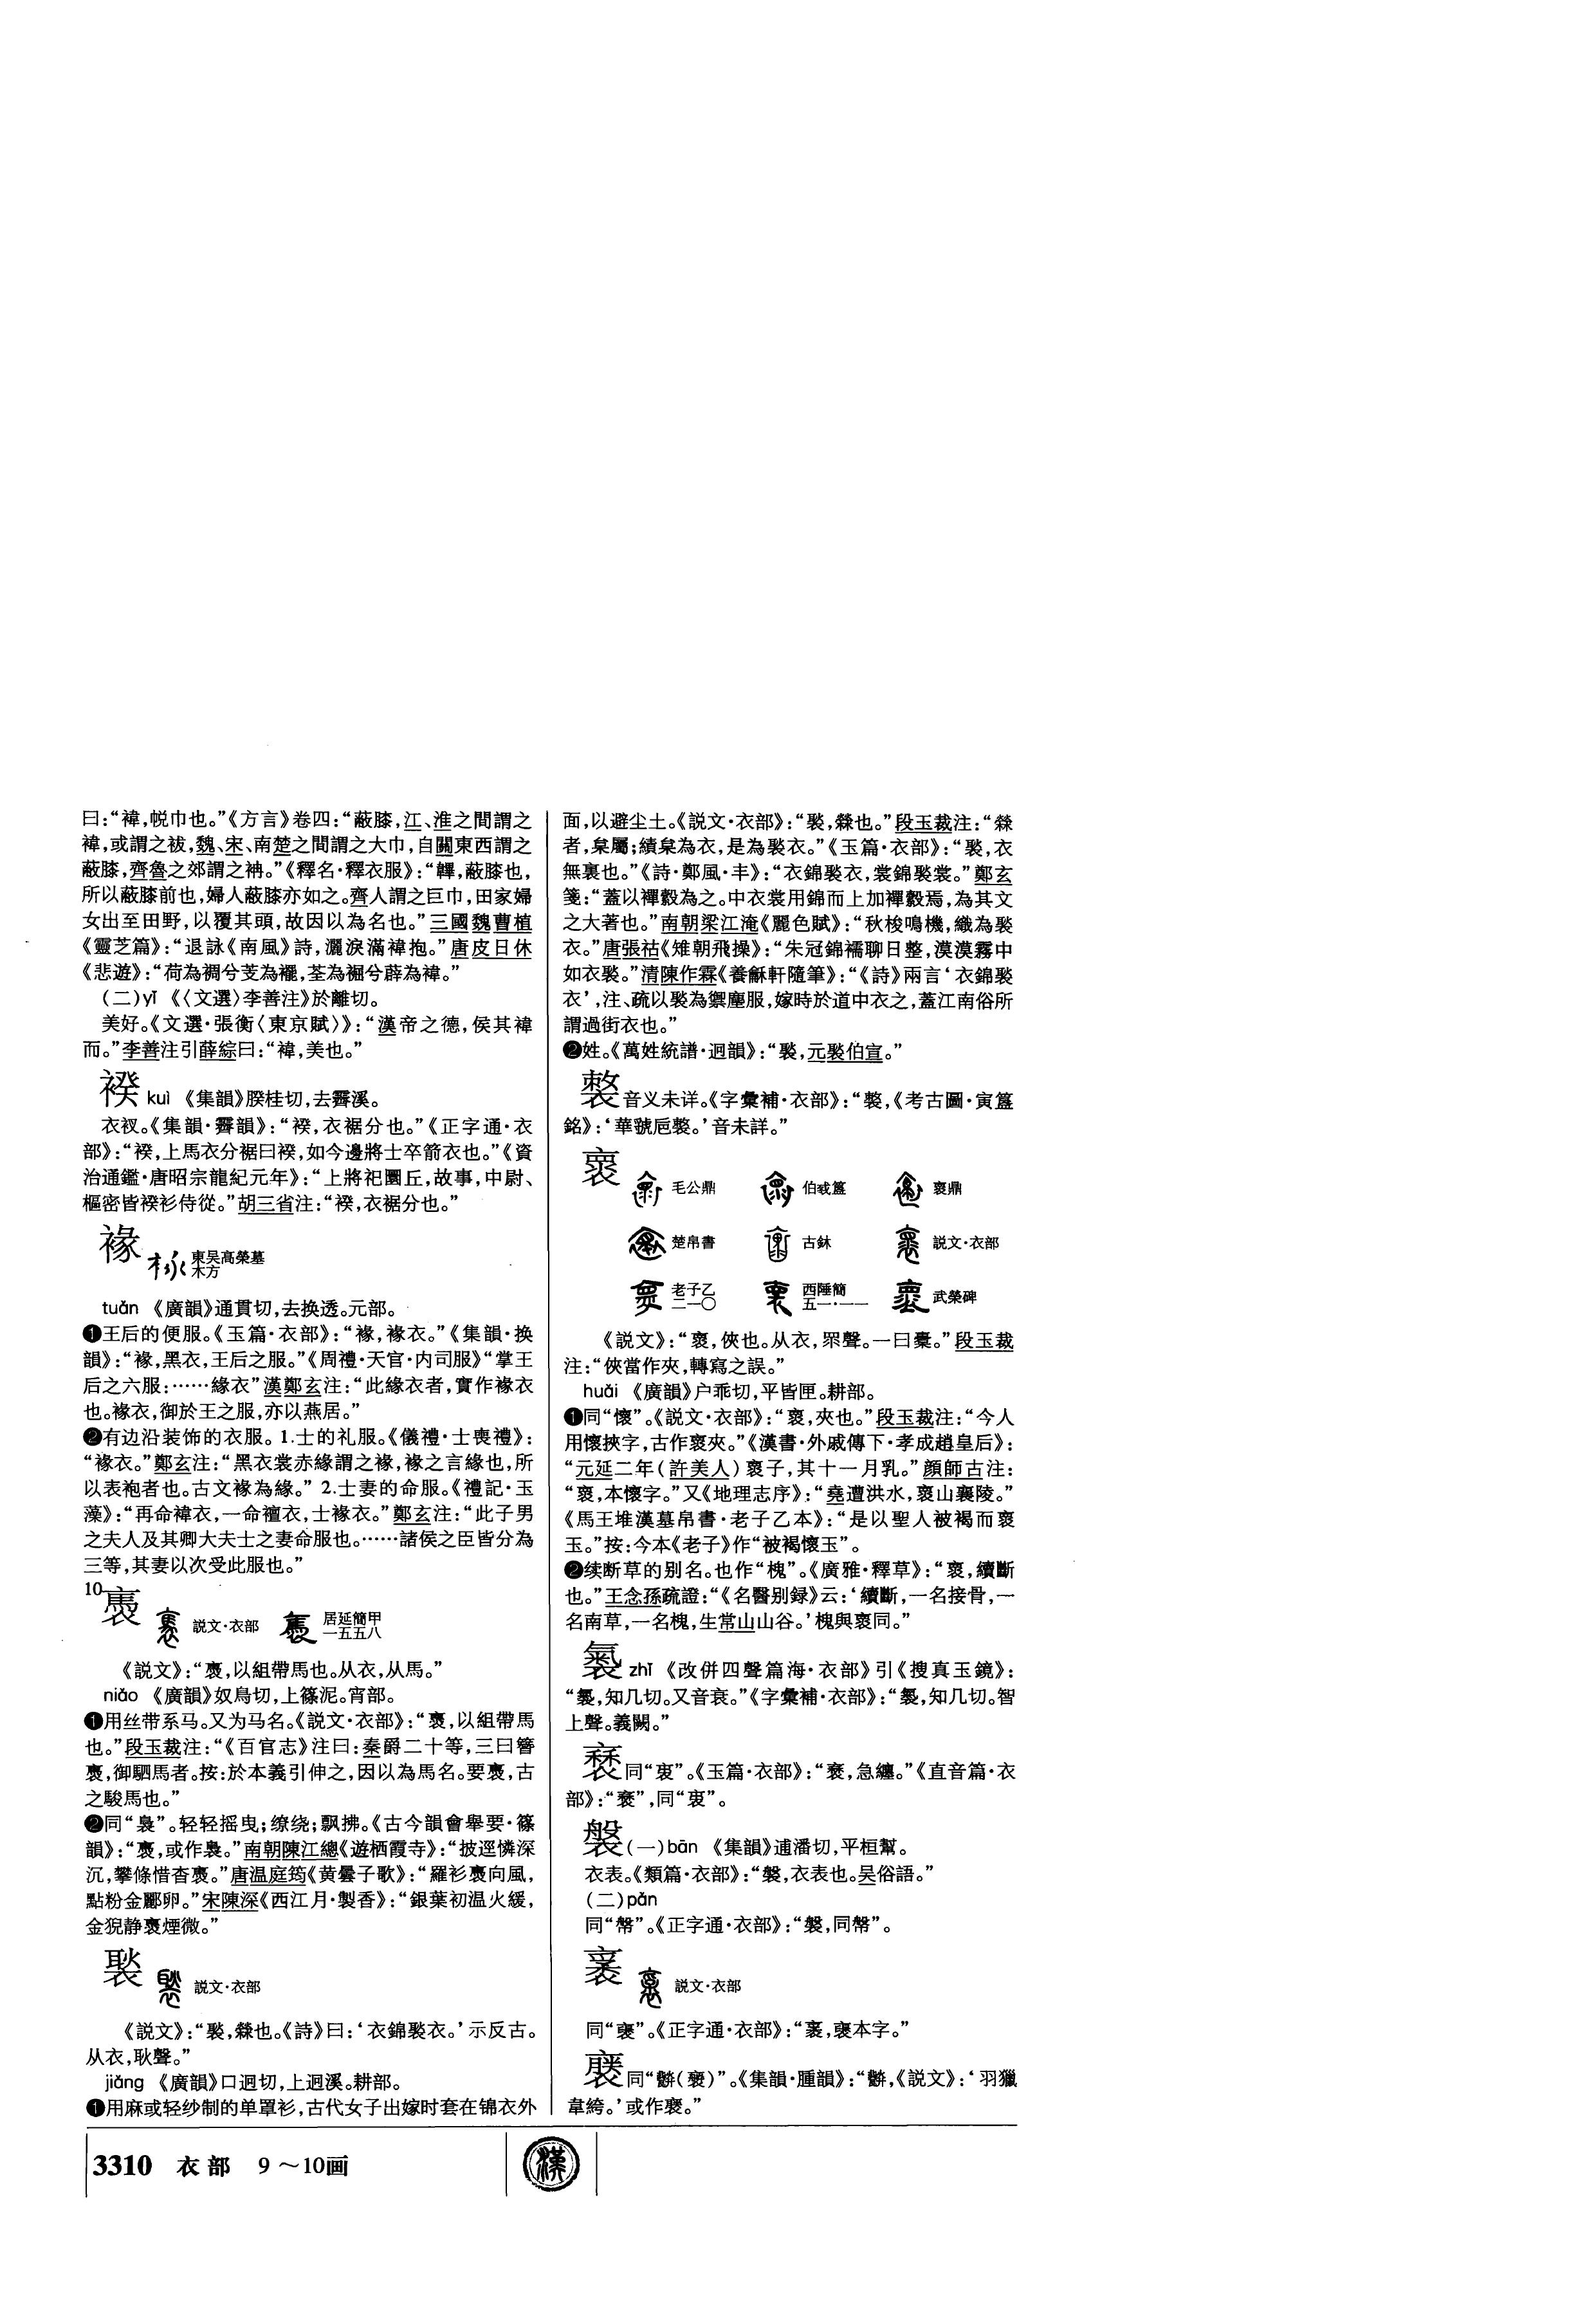 曰：“褘，帨巾也。”《方言》卷四：“蔽膝，江、淮之間謂之
褘，或謂之祓，魏、宋、南楚之間謂之大巾，自關東西謂之
蔽膝，齊魯之郊謂之衻。”《釋名·釋衣服》：“韠，蔽膝也，
所以蔽膝前也，婦人蔽膝亦如之。齊人謂之巨巾，田家婦
女出至田野，以覆其頭，故因以為名也。”三國魏曹植
《靈芝篇》：“退詠《南風》詩，灑淚滿褘抱。”唐皮日休
《悲遊》：“荷為裯兮芰為襬，荃為裾兮薜為褘。”
（二）yī 《〈文選〉李善注》於離切。
美好。《文選·張衡〈東京賦〉》：“漢帝之德，侯其褘
而。”李善注引薛綜曰：“褘，美也。”
褉 kuì 《集韻》睽桂切，去霽溪。
衣衩。《集韻·霽韻》：“褉，衣裾分也。”《正字通·衣
部》：“褉，上馬衣分裾曰褉，如今邊將士卒箭衣也。”《資
治通鑑·唐昭宗龍紀元年》：“上將祀圜丘，故事，中尉、
樞密皆褉衫侍從。”胡三省注：“褉，衣裾分也。”
褖 東吴高榮墓木方
tuǎn 《廣韻》通貫切，去换透。元部。
❶王后的便服。《玉篇·衣部》：“褖，褖衣。”《集韻·换
韻》：“褖，黑衣，王后之服。”《周禮·天官·内司服》“掌王
后之六服：……緣衣”漢鄭玄注：“此緣衣者，實作褖衣
也。褖衣，御於王之服，亦以燕居。”
❷有边沿装饰的衣服。1.士的礼服。《儀禮·士喪禮》：
“褖衣。”鄭玄注：“黑衣裳赤緣謂之褖，褖之言緣也，所
以表袍者也。古文褖為緣。” 2.士妻的命服。《禮記·玉
藻》：“再命褘衣，一命襢衣，士褖衣。”鄭玄注：“此子男
之夫人及其卿大夫士之妻命服也。……諸侯之臣皆分為
三等，其妻以次受此服也。”
10 褭 説文·衣部 居延簡甲一五五八
《説文》：“褭，以組帶馬也。从衣，从馬。”
niǎo 《廣韻》奴鳥切，上篠泥。宵部。
❶用丝带系马。又为马名。《説文·衣部》：“褭，以組帶馬
也。”段玉裁注：“《百官志》注曰：秦爵二十等，三曰簪
褭，御駟馬者。按：於本義引伸之，因以為馬名。要褭，古
之駿馬也。”
❷同“裊”。轻轻摇曳；缭绕；飘拂。《古今韻會舉要·篠
韻》：“褭，或作裊。”南朝陳江總《遊栖霞寺》：“披逕憐深
沉，攀條惜杳褭。”唐温庭筠《黄曇子歌》：“羅衫褭向風，
點粉金鸝卵。”宋陳深《西江月·製香》：“銀葉初温火緩，
金猊静褭煙微。”
褧 説文·衣部
《説文》：“褧，檾也。《詩》曰：‘衣錦褧衣。’示反古。
从衣，耿聲。”
jiǒng 《廣韻》口迥切，上迥溪。耕部。
❶用麻或轻纱制的单罩衫，古代女子出嫁时套在锦衣外
面，以避尘土。《説文·衣部》：“褧，檾也。”段玉裁注：“檾
者，枲屬；績枲為衣，是為褧衣。”《玉篇·衣部》：“褧，衣
無裏也。”《詩·鄭風·丰》：“衣錦褧衣，裳錦褧裳。”鄭玄
箋：“蓋以襌縠為之。中衣裳用錦而上加襌縠焉，為其文
之大著也。”南朝梁江淹《麗色賦》：“秋梭鳴機，織為褧
衣。”唐張祜《雉朝飛操》：“朱冠錦襦聊日整，漠漠霧中
如衣褧。”清陳作霖《養龢軒隨筆》：“《詩》兩言‘衣錦褧
衣’，注、疏以褧為禦塵服，嫁時於道中衣之，蓋江南俗所
謂過街衣也。”
❷姓。《萬姓統譜·迥韻》：“褧，元褧伯宣。”
音义未详。《字彙補·衣部》：“，《考古圖·寅簋
銘》：‘華虢巵。’音未詳。”
褱 毛公鼎 伯𢦚簋 褱鼎
楚帛書 古鉥 説文·衣部
老子乙二一〇 西陲簡五一·一一 武榮碑
《説文》：“褱，俠也。从衣，眔聲。一曰橐。”段玉裁
注：“俠當作夾，轉寫之誤。”
huǎi 《廣韻》户乖切，平皆匣。耕部。
❶同“懷”。《説文·衣部》：“褱，夾也。”段玉裁注：“今人
用懷挾字，古作褱夾。”《漢書·外戚傳下·孝成趙皇后》：
“元延二年（許美人）褱子，其十一月乳。”顔師古注：
“褱，本懷字。”又《地理志序》：“堯遭洪水，褱山襄陵。”
《馬王堆漢墓帛書·老子乙本》：“是以聖人被褐而褱
玉。”按：今本《老子》作“被褐懷玉”。
❷续断草的别名。也作“槐”。《廣雅·釋草》：“褱，續斷
也。”王念孫疏證：“《名醫别録》云：‘續斷，一名接骨，一
名南草，一名槐，生常山山谷。’槐與褱同。”
zhǐ 《改併四聲篇海·衣部》引《搜真玉鏡》：
“，知几切。又音衰。”《字彙補·衣部》：“，知几切。智
上聲。義闕。”
同“”。《玉篇·衣部》：“，急纏。”《直音篇·衣
部》：“”，同“”。
褩（一）bān 《集韻》逋潘切，平桓幫。
衣表。《類篇·衣部》：“褩，衣表也。吴俗語。”
（二）pán
同“幋”。《正字通·衣部》：“褩，同幋”。
説文·衣部
同“”。《正字通·衣部》：“，本字。”
同“（）”。《集韻·腫韻》：“，《説文》：‘羽獵
韋絝。’或作。”
3310 衣部 9～10画
漢